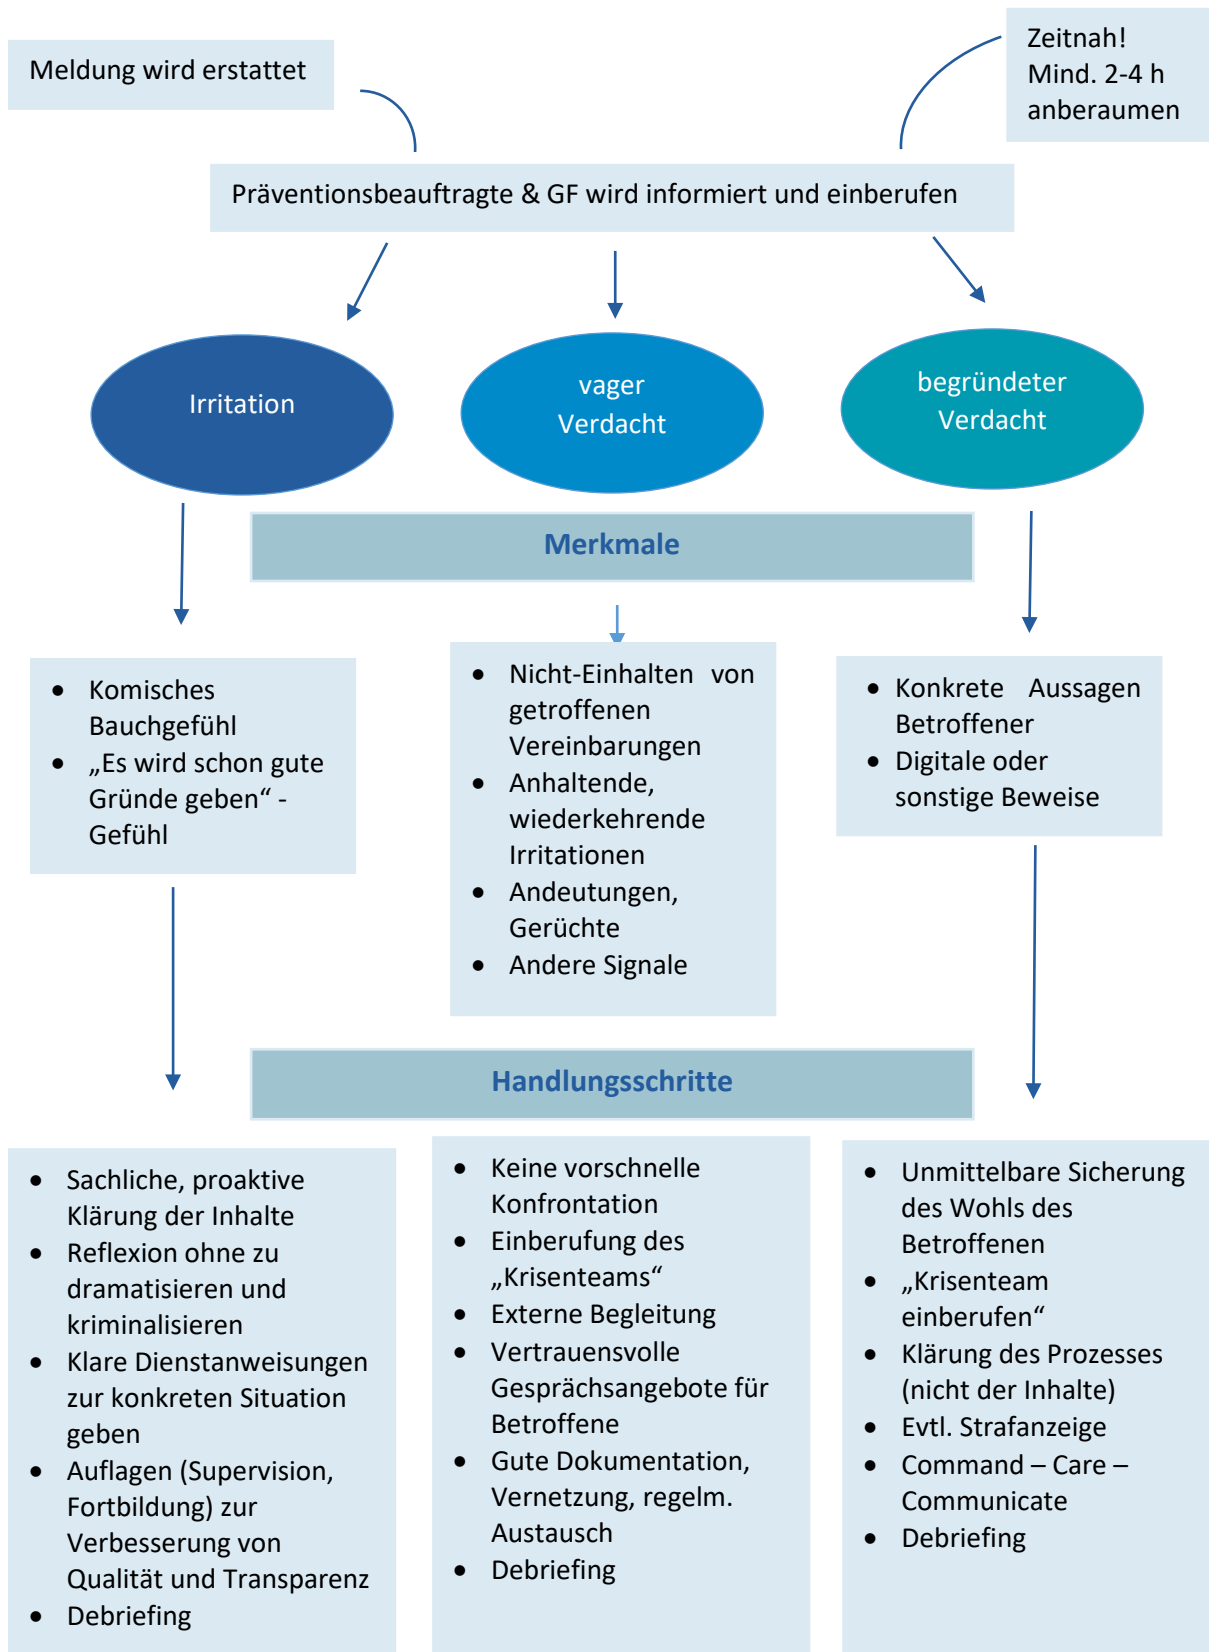 Meldung wird erstattet
Zeitnah!
Mind. 2-4 h
anberaumen
Präventionsbeauftragte & GF wird informiert und einberufen
Irritation
vager
Verdacht
begründeter
Verdacht
Merkmale
• Komisches
Bauchgefühl
• „Es wird schon gute
Gründe geben“ -
Gefühl
• Nicht-Einhalten von
getroffenen
Vereinbarungen
• Anhaltende,
wiederkehrende
Irritationen
• Andeutungen,
Gerüchte
• Andere Signale
• Konkrete Aussagen
Betroffener
• Digitale oder
sonstige Beweise
Handlungsschritte
• Sachliche, proaktive
Klärung der Inhalte
• Reflexion ohne zu
dramatisieren und
kriminalisieren
• Klare Dienstanweisungen
zur konkreten Situation
geben
• Auflagen (Supervision,
Fortbildung) zur
Verbesserung von
Qualität und Transparenz
• Debriefing
• Keine vorschnelle
Konfrontation
• Einberufung des
„Krisenteams“
• Externe Begleitung
• Vertrauensvolle
Gesprächsangebote für
Betroffene
• Gute Dokumentation,
Vernetzung, regelm.
Austausch
• Debriefing
• Unmittelbare Sicherung
des Wohls des
Betroffenen
• „Krisenteam
einberufen“
• Klärung des Prozesses
(nicht der Inhalte)
• Evtl. Strafanzeige
• Command – Care –
Communicate
• Debriefing